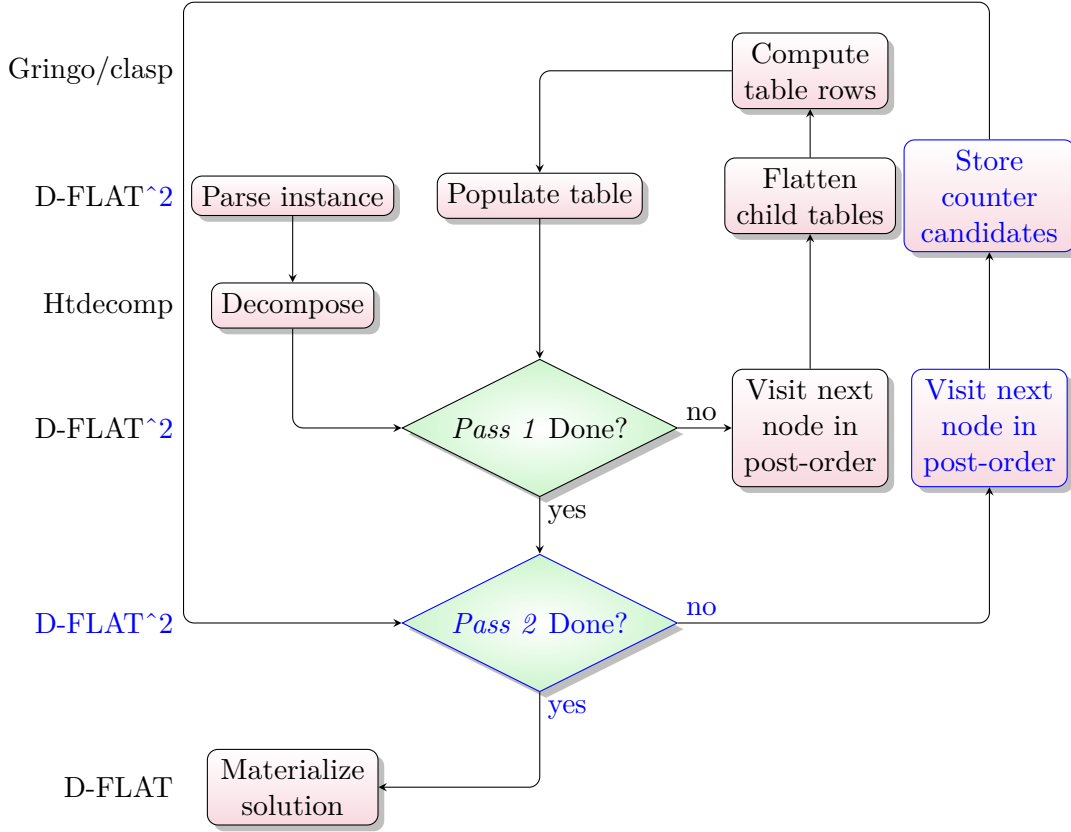 Gringo/clasp
Compute
table rows
D-FLAT^2
Parse instance
Populate table
Flatten
child tables
Store
counter
candidates
Htdecomp
Decompose
D-FLAT^2
Pass 1 Done?
no
Visit next
node in
post-order
Visit next
node in
post-order
yes
D-FLAT^2
Pass 2 Done?
no
yes
D-FLAT
Materialize
solution